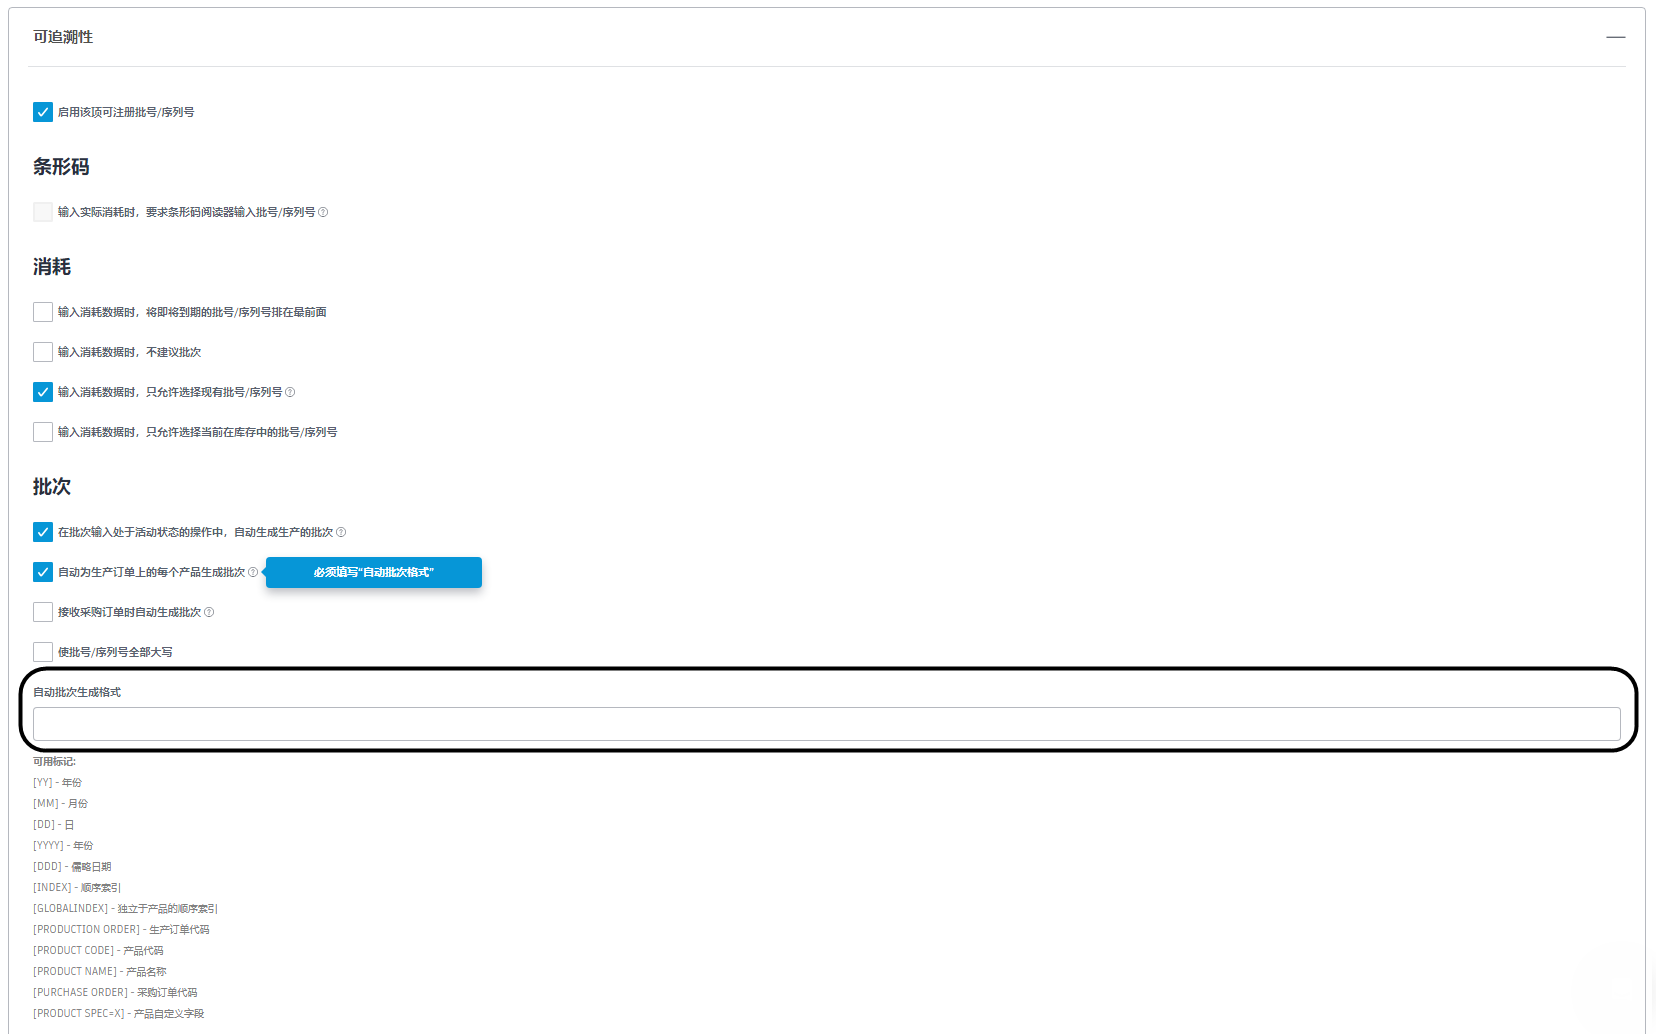 可追溯性
启用该顶可注册批号/序列号
条形码
输入实际消耗时，要求条形码阅读器输入批号/序列号
消耗
输入消耗数据时，将即将到期的批号/序列号排在最前面
输入消耗数据时，不建议批次
输入消耗数据时，只允许选择现有批号/序列号
输入消耗数据时，只允许选择当前在库存中的批号/序列号
批次
在批次输入处于活动状态的操作中，自动生成生产的批次
自动为生产订单上的每个产品生成批次 必须填写“自动批次格式”
接收采购订单时自动生成批次
使批号/序列号全部大写
自动批次生成格式
可用标记:
[YY] - 年份
[MM] - 月份
[DD] - 日
[YYYY] - 年份
[DDD] - 儒略日期
[INDEX] - 顺序索引
[GLOBALINDEX] - 独立于产品的顺序索引
[PRODUCTION ORDER] - 生产订单代码
[PRODUCT CODE] - 产品代码
[PRODUCT NAME] - 产品名称
[PURCHASE ORDER] - 采购订单代码
[PRODUCT SPEC=X] - 产品自定义字段